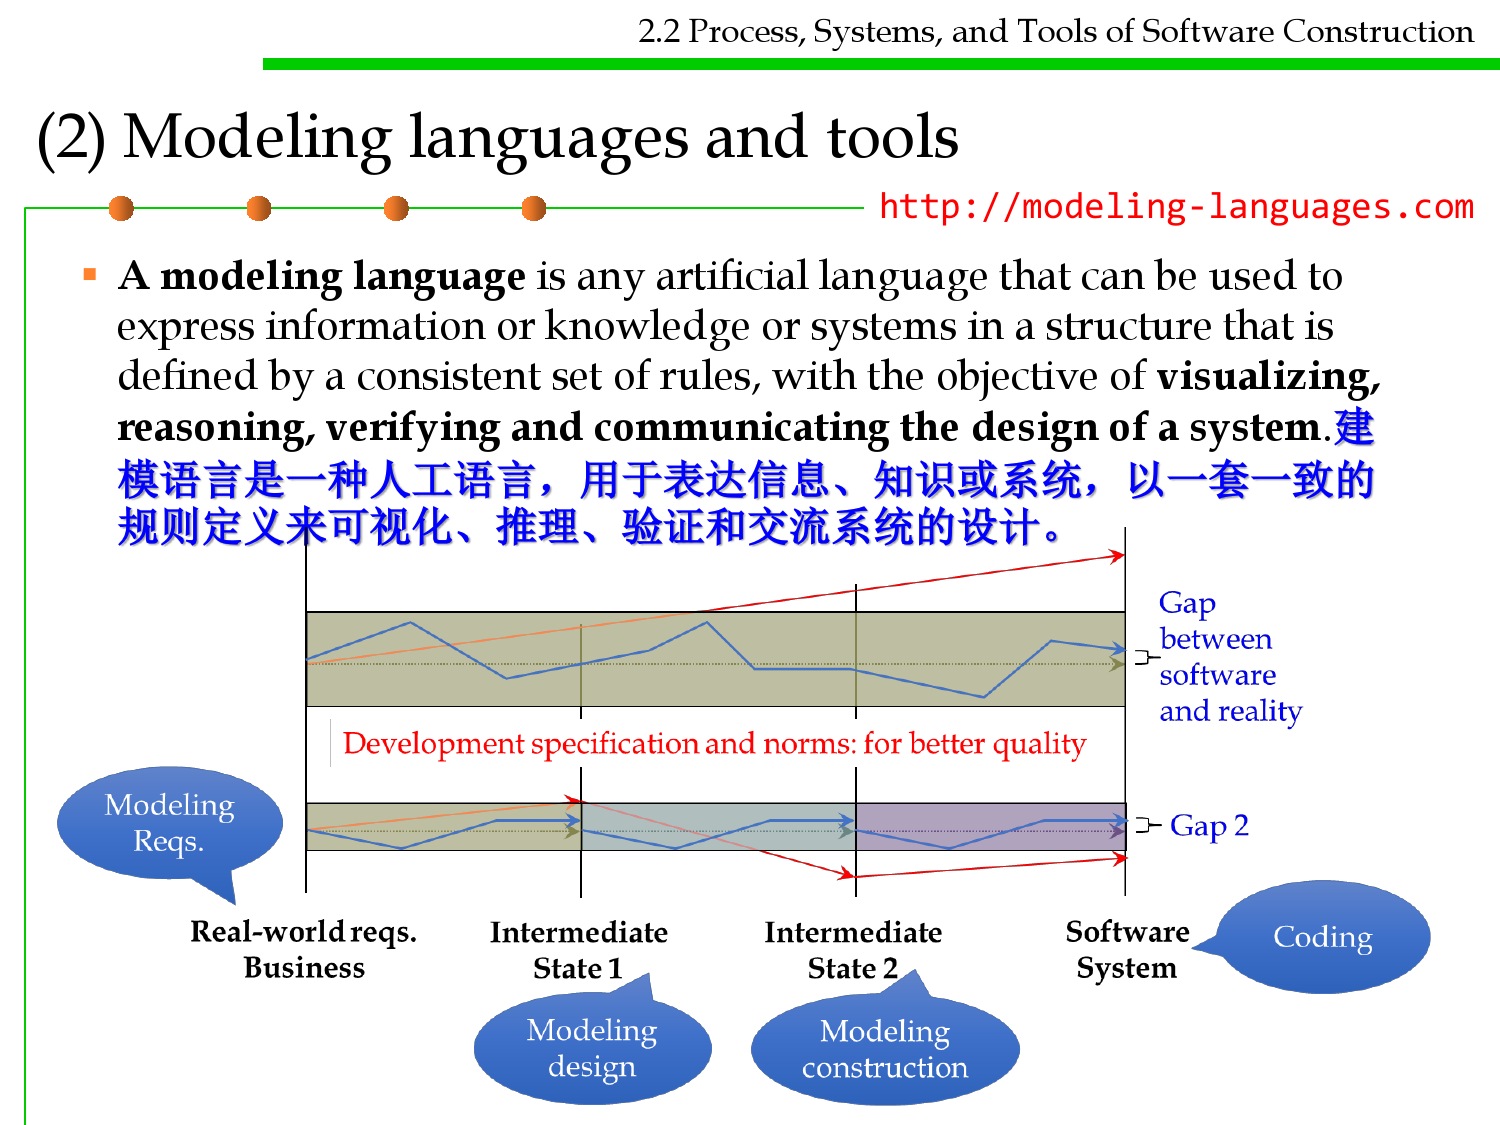 2.2 Process, Systems, and Tools of Software Construction
(2) Modeling languages and tools
http://modeling-languages.com
A modeling language is any artificial language that can be used to
express information or knowledge or systems in a structure that is
defined by a consistent set of rules, with the objective of visualizing,
reasoning, verifying and communicating the design of a system.建
模语言是一种人工语言，用于表达信息、知识或系统，以一套一致的
规则定义来可视化、推理、验证和交流系统的设计。
Gap
between
software
and reality
Development specification and norms: for better quality
Modeling
Reqs.
Gap 2
Real-world reqs.
Business
Intermediate
State 1
Intermediate
State 2
Software
System
Coding
Modeling
design
Modeling
construction